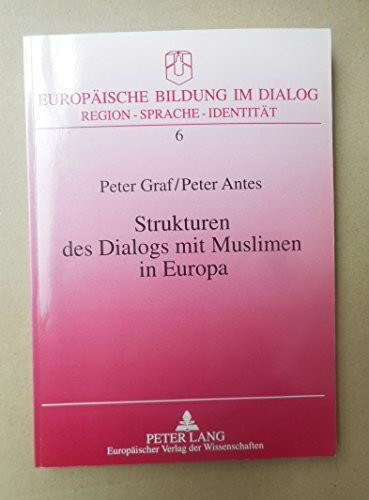 EUROPÄISCHE BILDUNG IM DIALOG
REGION - SPRACHE - IDENTITÄT
6
Peter Graf/Peter Antes
Strukturen
des Dialogs mit Muslimen
in Europa
PETER LANG
Europäischer Verlag der Wissenschaften